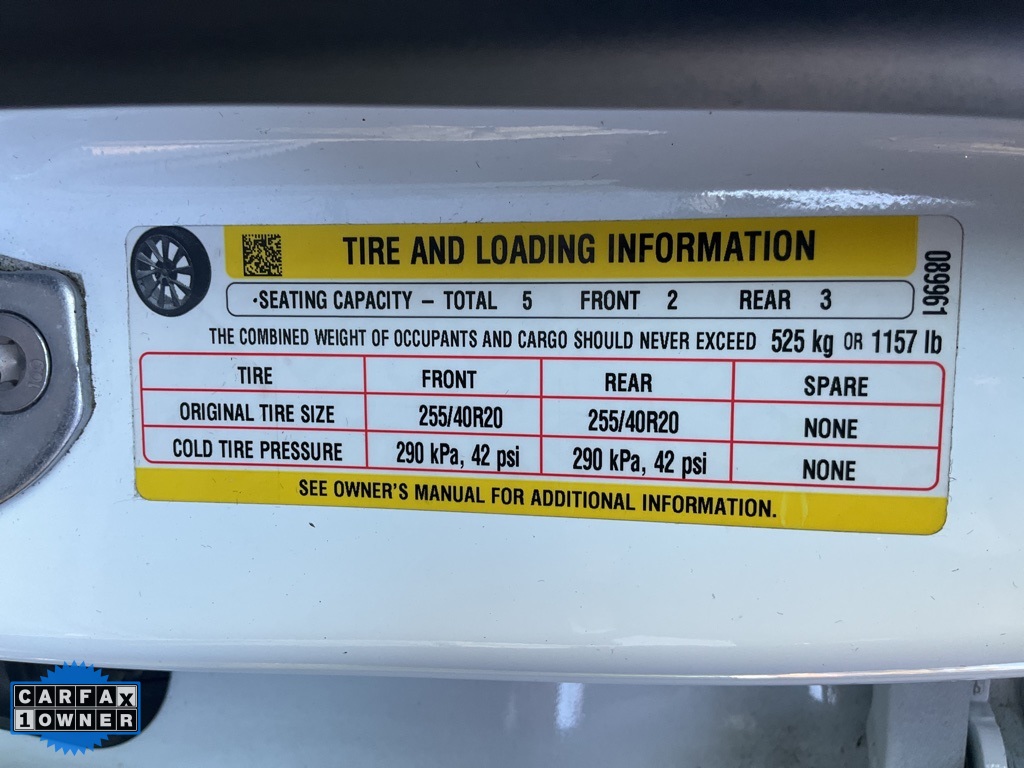 TIRE AND LOADING INFORMATION
089961
·SEATING CAPACITY – TOTAL 5 FRONT 2 REAR 3
THE COMBINED WEIGHT OF OCCUPANTS AND CARGO SHOULD NEVER EXCEED 525 kg OR 1157 lb
TIRE FRONT REAR SPARE
ORIGINAL TIRE SIZE 255/40R20 255/40R20 NONE
COLD TIRE PRESSURE 290 kPa, 42 psi 290 kPa, 42 psi NONE
SEE OWNER'S MANUAL FOR ADDITIONAL INFORMATION.
CARFAX
1 OWNER